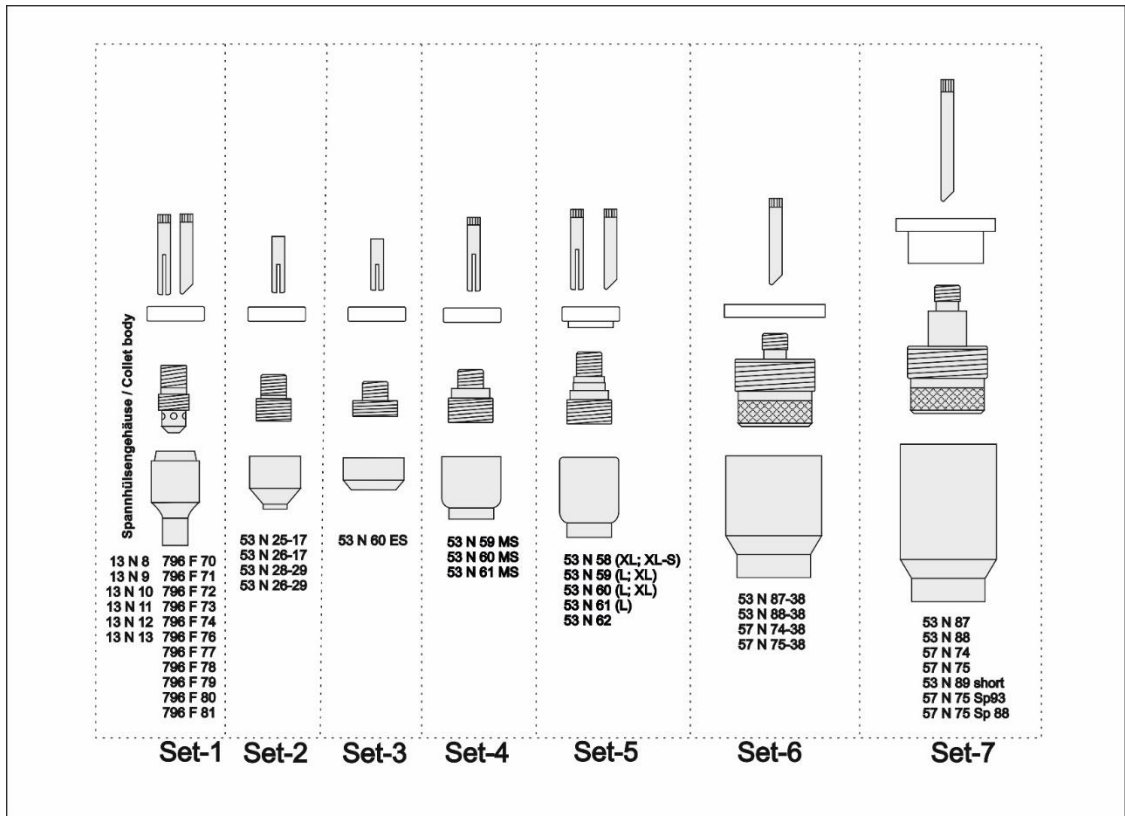 Spannhülsengehäuse / Collet body
13 N 8
13 N 9
13 N 10
13 N 11
13 N 12
13 N 13
796 F 70
796 F 71
796 F 72
796 F 73
796 F 74
796 F 76
796 F 77
796 F 78
796 F 79
796 F 80
796 F 81
Set-1
53 N 25-17
53 N 26-17
53 N 28-29
53 N 26-29
Set-2
53 N 60 ES
Set-3
53 N 59 MS
53 N 60 MS
53 N 61 MS
Set-4
53 N 58 (XL; XL-S)
53 N 59 (L; XL)
53 N 60 (L; XL)
53 N 61 (L)
53 N 62
Set-5
53 N 87-38
53 N 88-38
57 N 74-38
57 N 75-38
Set-6
53 N 87
53 N 88
57 N 74
57 N 75
53 N 89 short
57 N 75 Sp93
57 N 75 Sp 88
Set-7